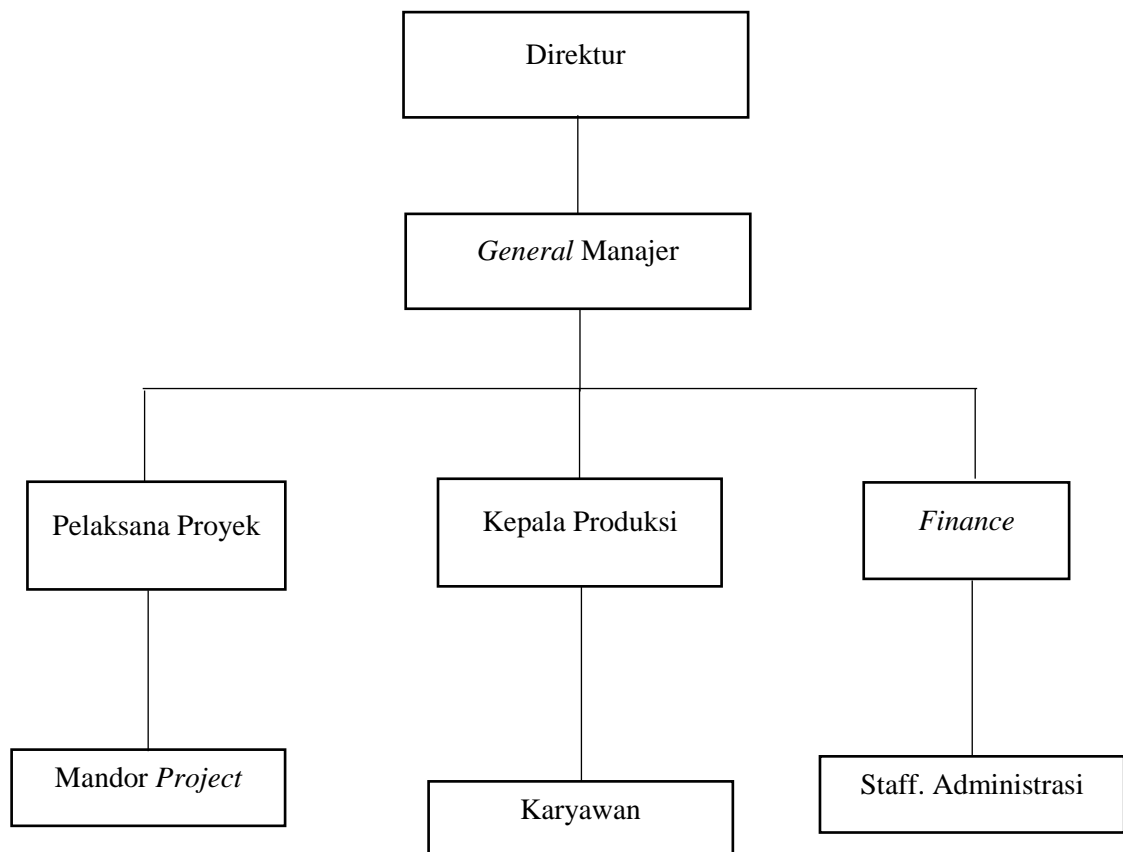 Direktur
General Manajer
Pelaksana Proyek
Kepala Produksi
Finance
Mandor Project
Karyawan
Staff. Administrasi